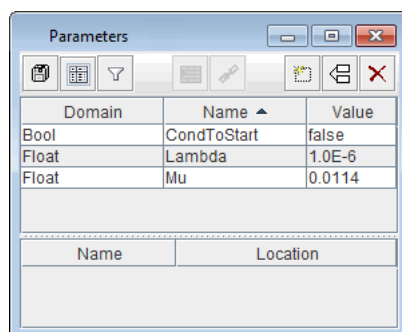 Parameters
Domain Name Value
Bool CondToStart false
Float Lambda 1.0E-6
Float Mu 0.0114
Name Location